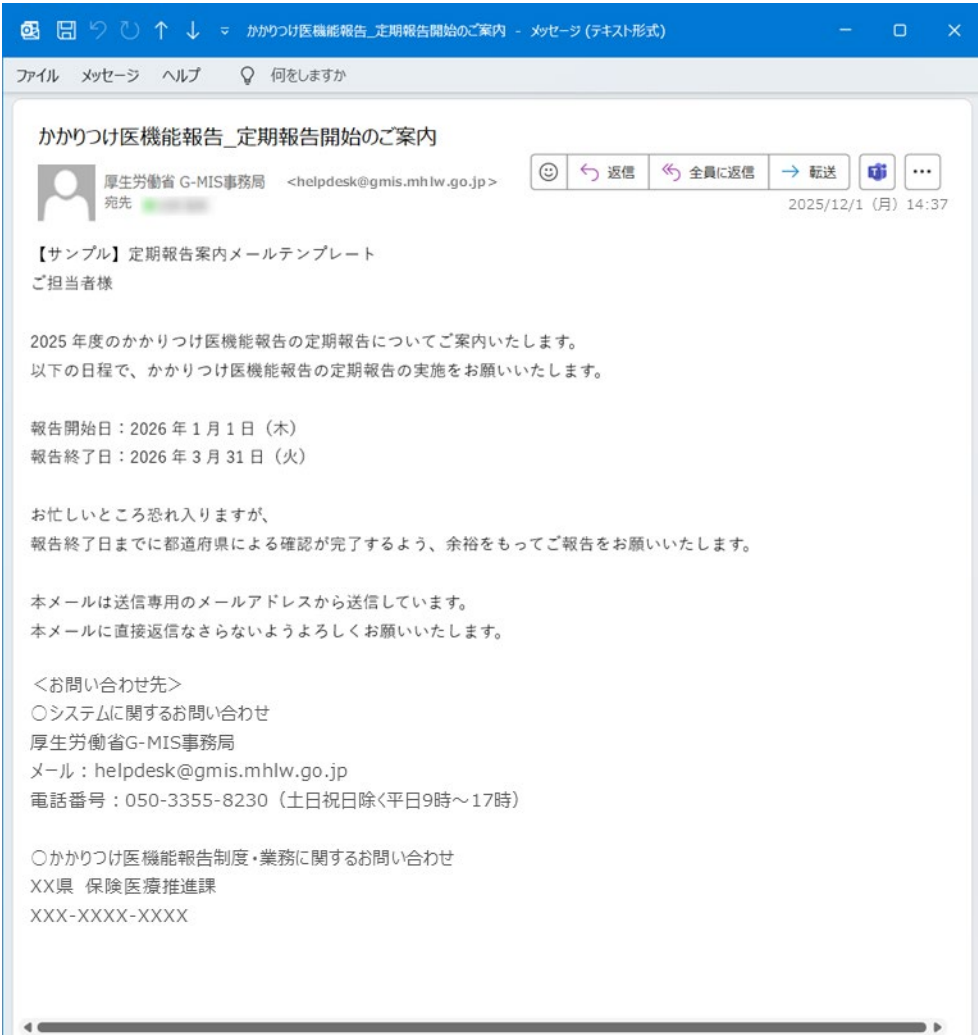 かかりつけ医機能報告_定期報告開始のご案内 - メッセージ (テキスト形式)
ファイル メッセージ ヘルプ 何をしますか
かかりつけ医機能報告_定期報告開始のご案内
厚生労働省 G-MIS事務局 <helpdesk@gmis.mhlw.go.jp>
宛先
返信 全員に返信 転送
2025/12/1 (月) 14:37
【サンプル】定期報告案内メールテンプレート
ご担当者様
2025 年度のかかりつけ医機能報告の定期報告についてご案内いたします。
以下の日程で、かかりつけ医機能報告の定期報告の実施をお願いいたします。
報告開始日：2026 年 1 月 1 日（木）
報告終了日：2026 年 3 月 31 日（火）
お忙しいところ恐れ入りますが、
報告終了日までに都道府県による確認が完了するよう、余裕をもってご報告をお願いいたします。
本メールは送信専用のメールアドレスから送信しています。
本メールに直接返信なさらないようよろしくお願いいたします。
＜お問い合わせ先＞
○システムに関するお問い合わせ
厚生労働省G-MIS事務局
メール：helpdesk@gmis.mhlw.go.jp
電話番号：050-3355-8230（土日祝日除く平日9時～17時）
○かかりつけ医機能報告制度・業務に関するお問い合わせ
XX県 保険医療推進課
XXX-XXXX-XXXX